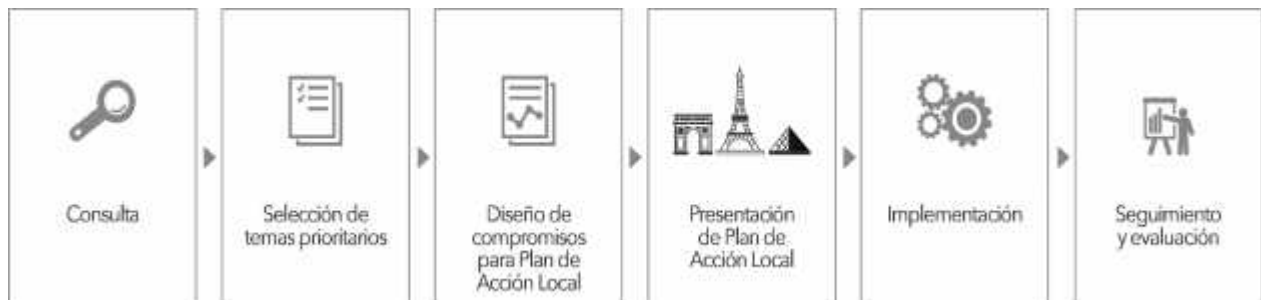 Consulta
Selección de
temas prioritarios
Diseño de
compromisos
para Plan de
Acción Local
Presentación
de Plan de
Acción Local
Implementación
Seguimiento
y evaluación